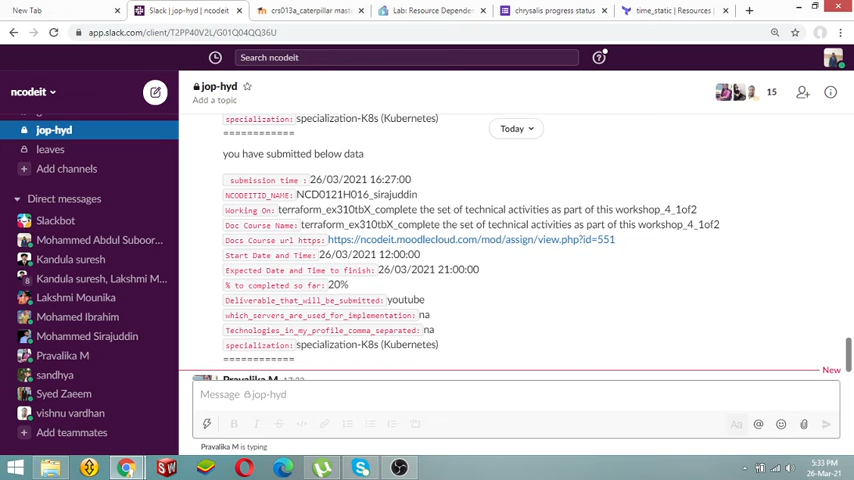 New Tab
Slack | jop-hyd | ncodeit
crs013a_caterpillar mast
Lab: Resource Depender
chrysalis progress status
time_static | Resources |
app.slack.com/client/T2PP40V2L/G01Q04QQ36U
Search ncodeit
ncodeit
jop-hyd
Add a topic
15
jop-hyd
leaves
Add channels
Direct messages
Slackbot
Mohammed Abdul Suboor...
Kandula suresh
8
Kandula suresh, Lakshmi M...
Lakshmi Mounika
Mohamed Ibrahim
Mohammed Sirajuddin
Pravalika M
sandhya
Syed Zaeem
vishnu vardhan
Add teammates
specialization: specialization-K8s (Kubernetes)
============
Today
you have submitted below data
submission time : 26/03/2021 16:27:00
NCODEITID_NAME: NCD0121H016_sirajuddin
Working On: terraform_ex310tbX_complete the set of technical activities as part of this workshop_4_1of2
Doc Course Name: terraform_ex310tbX_complete the set of technical activities as part of this workshop_4_1of2
Docs Course url https: https://ncodeit.moodlecloud.com/mod/assign/view.php?id=551
Start Date and Time: 26/03/2021 12:00:00
Expected Date and Time to finish: 26/03/2021 21:00:00
% to completed so far: 20%
Deliverable_that_will_be_submitted: youtube
which_servers_are_used_for_implementation: na
Technologies_in_my_profile_comma_separated: na
specialization: specialization-K8s (Kubernetes)
============
New
Pravalika M
Message jop-hyd
B I S </>
Aa @
Pravalika M is typing
5:33 PM
26-Mar-21